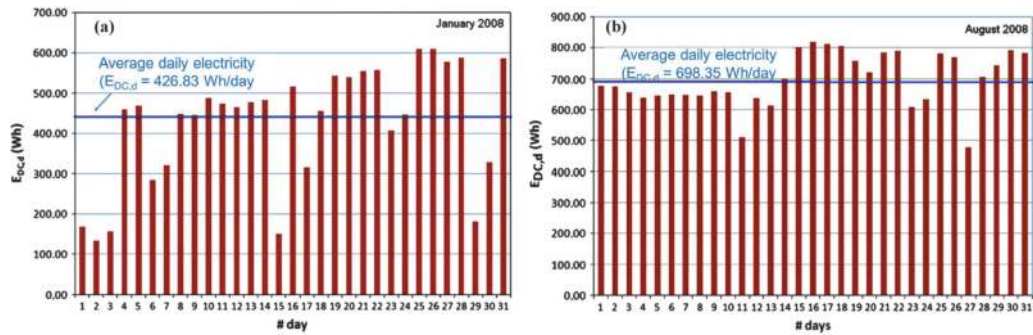 (a)
January 2008
Average daily electricity
(E_DC,d = 426.83 Wh/day
E_DC,d (Wh)
700.00
600.00
500.00
400.00
300.00
200.00
100.00
0.00
1 2 3 4 5 6 7 8 9 10 11 12 13 14 15 16 17 18 19 20 21 22 23 24 25 26 27 28 29 30 31
# day
(b)
August 2008
Average daily electricity
(E_DC,d = 698.35 Wh/day
E_DC,d (Wh)
900.00
800.00
700.00
600.00
500.00
400.00
300.00
200.00
100.00
0.00
1 2 3 4 5 6 7 8 9 10 11 12 13 14 15 16 17 18 19 20 21 22 23 24 25 26 27 28 29 30 31
# days